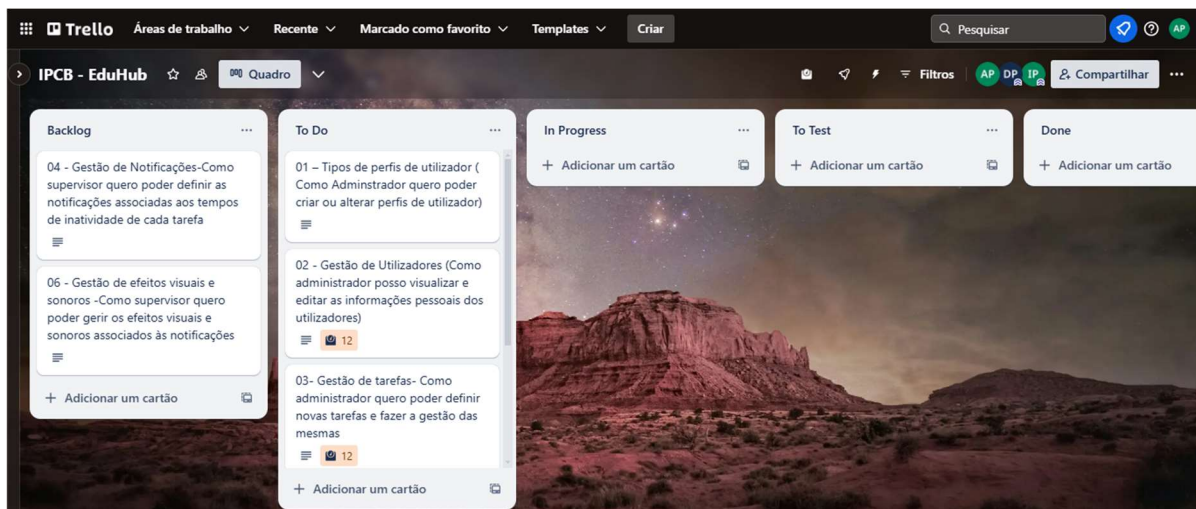 Trello Áreas de trabalho Recente Marcado como favorito Templates Criar Pesquisar AP
IPCB - EduHub Quadro Filtros AP DP IP Compartilhar
Backlog
04 - Gestão de Notificações-Como
supervisor quero poder definir as
notificações associadas aos tempos
de inatividade de cada tarefa
06 - Gestão de efeitos visuais e
sonoros -Como supervisor quero
poder gerir os efeitos visuais e
sonoros associados às notificações
+ Adicionar um cartão
To Do
01 – Tipos de perfis de utilizador (
Como Adminstrador quero poder
criar ou alterar perfis de utilizador)
02 - Gestão de Utilizadores (Como
administrador posso visualizar e
editar as informações pessoais dos
utilizadores)
12
03- Gestão de tarefas- Como
administrador quero poder definir
novas tarefas e fazer a gestão das
mesmas
12
+ Adicionar um cartão
In Progress
+ Adicionar um cartão
To Test
+ Adicionar um cartão
Done
+ Adicionar um cartão